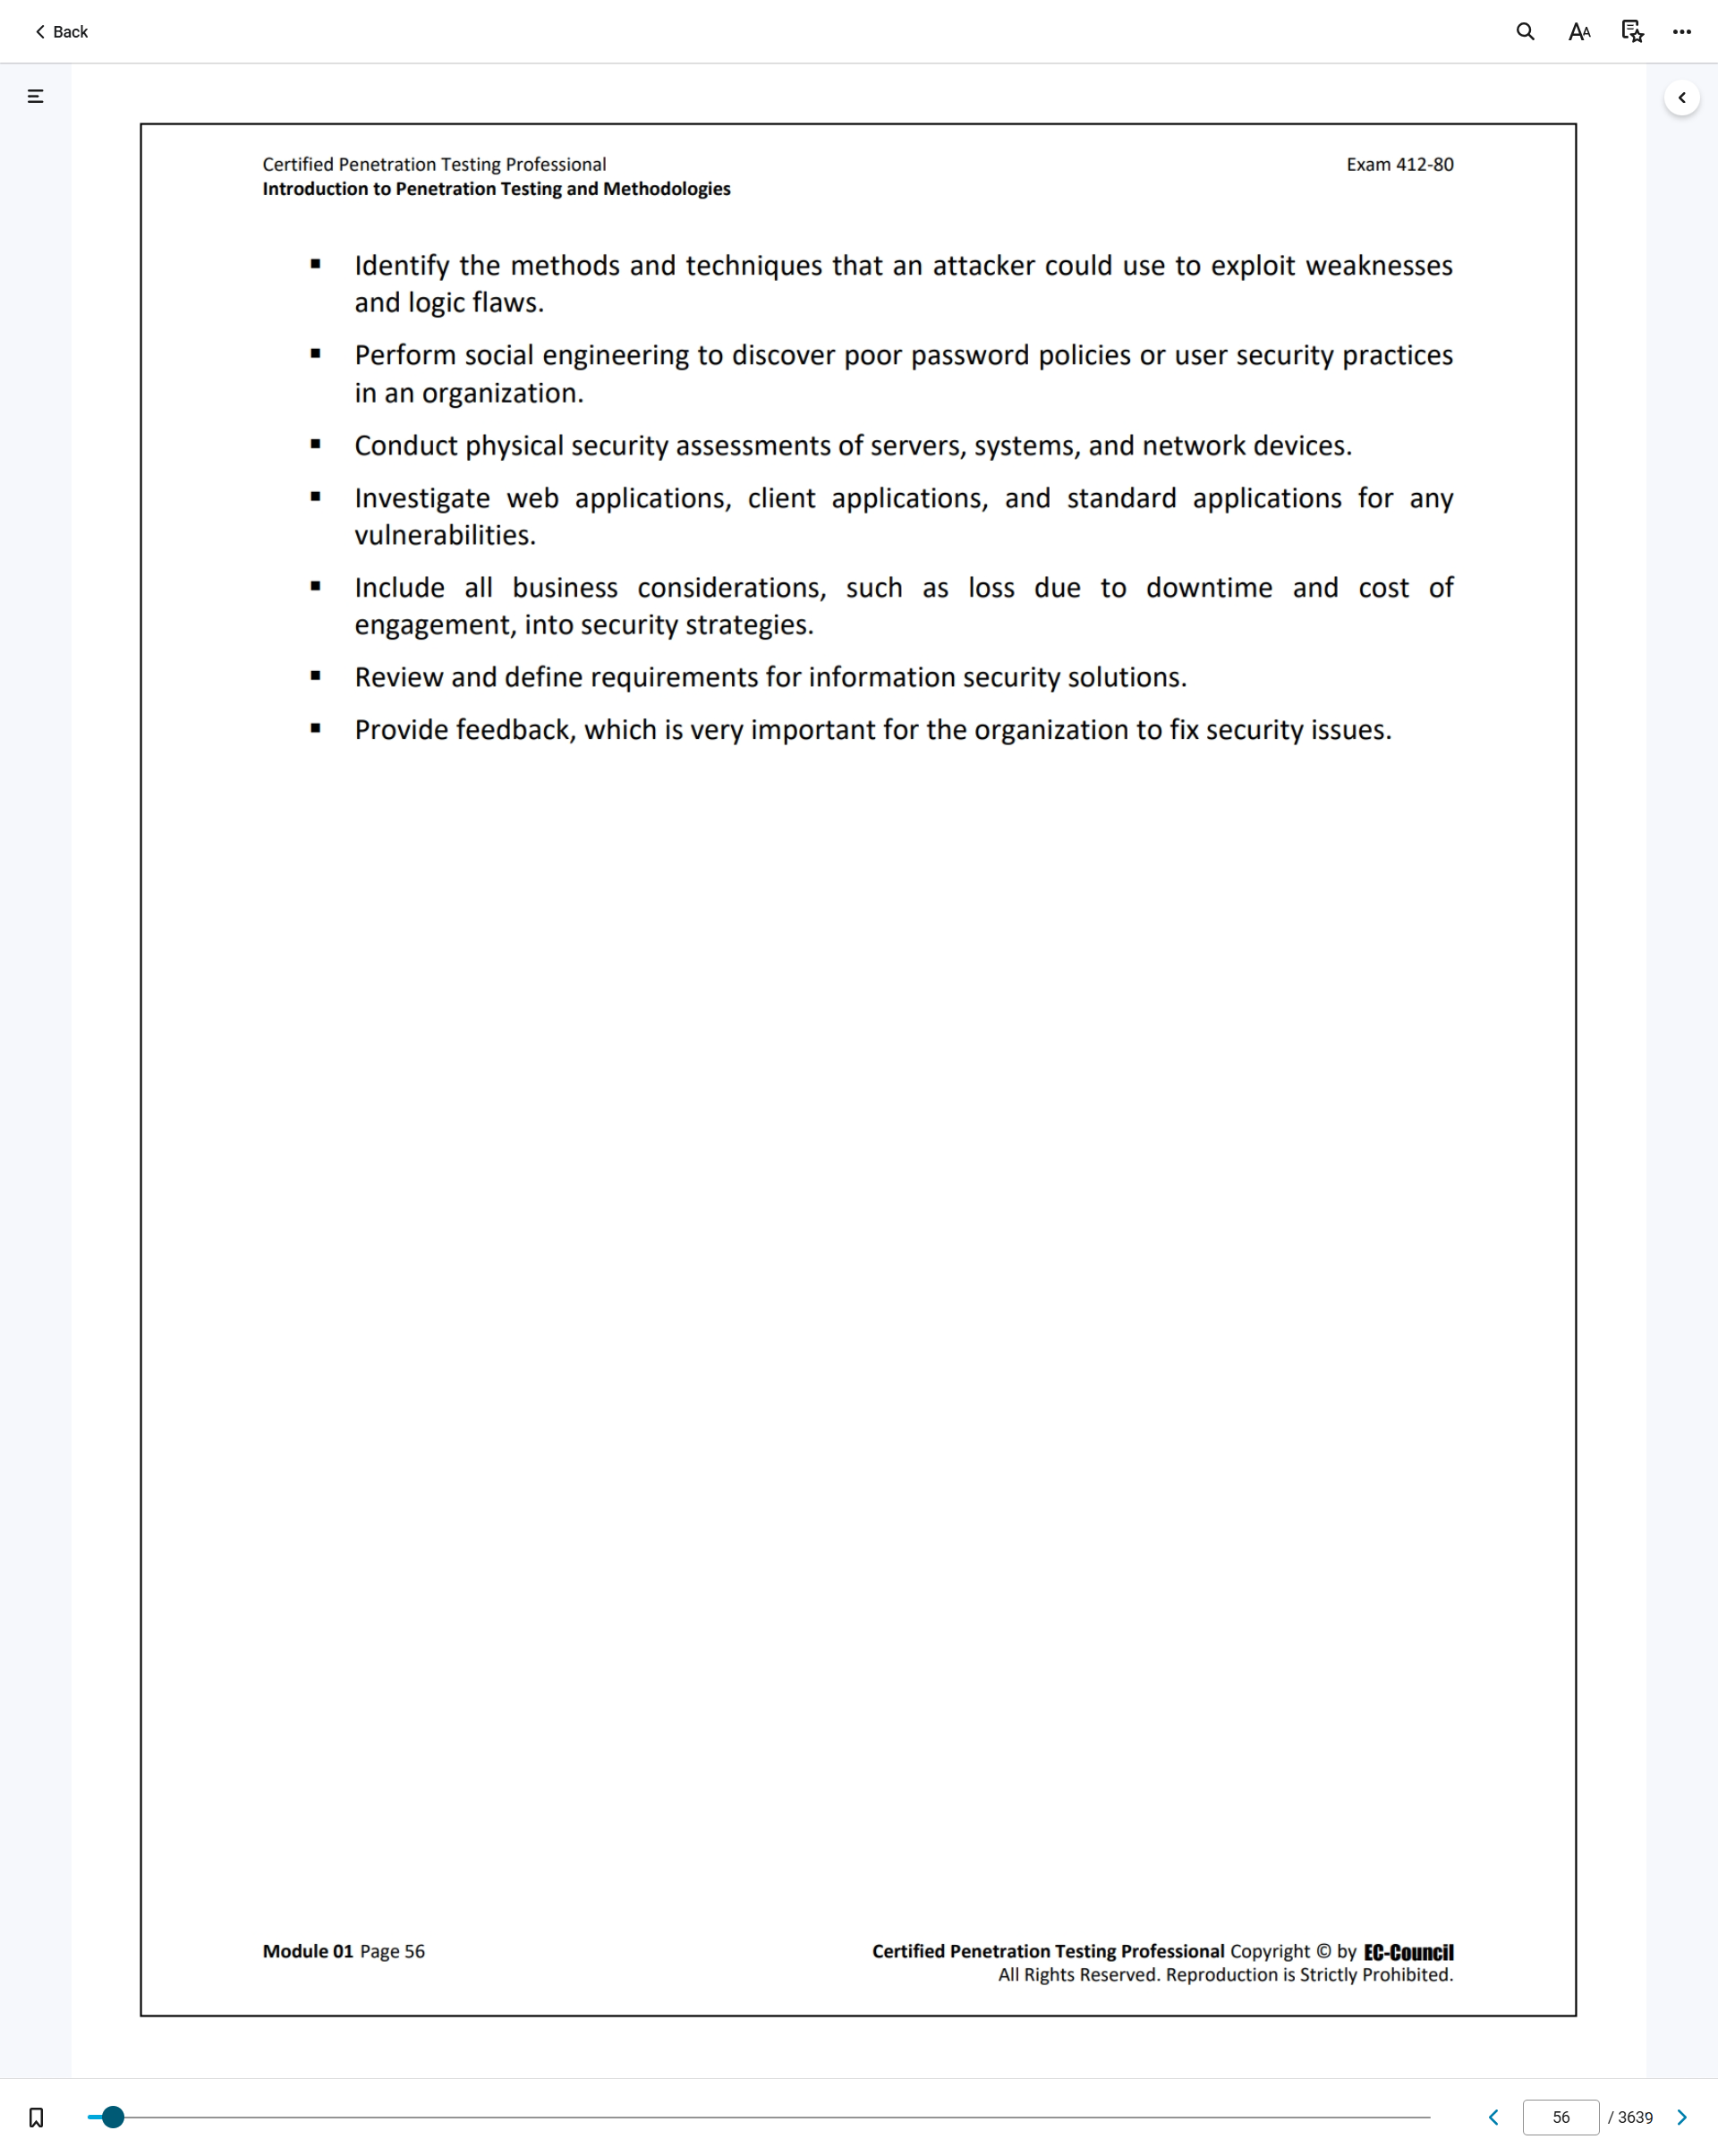 Back
AA
Certified Penetration Testing Professional
Exam 412-80
Introduction to Penetration Testing and Methodologies
▪ Identify the methods and techniques that an attacker could use to exploit weaknesses
and logic flaws.
▪ Perform social engineering to discover poor password policies or user security practices
in an organization.
▪ Conduct physical security assessments of servers, systems, and network devices.
▪ Investigate web applications, client applications, and standard applications for any
vulnerabilities.
▪ Include all business considerations, such as loss due to downtime and cost of
engagement, into security strategies.
▪ Review and define requirements for information security solutions.
▪ Provide feedback, which is very important for the organization to fix security issues.
Module 01 Page 56
Certified Penetration Testing Professional Copyright © by EC-Council
All Rights Reserved. Reproduction is Strictly Prohibited.
56 / 3639